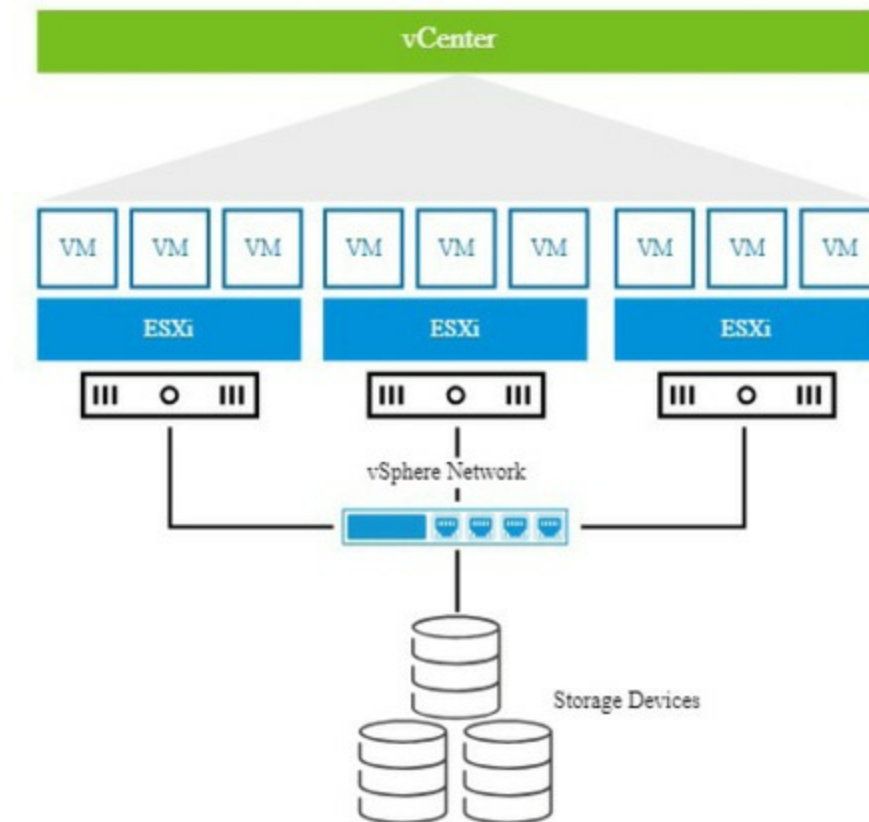 vCenter
VM VM VM VM VM VM VM VM VM
ESXi ESXi ESXi
vSphere Network
Storage Devices